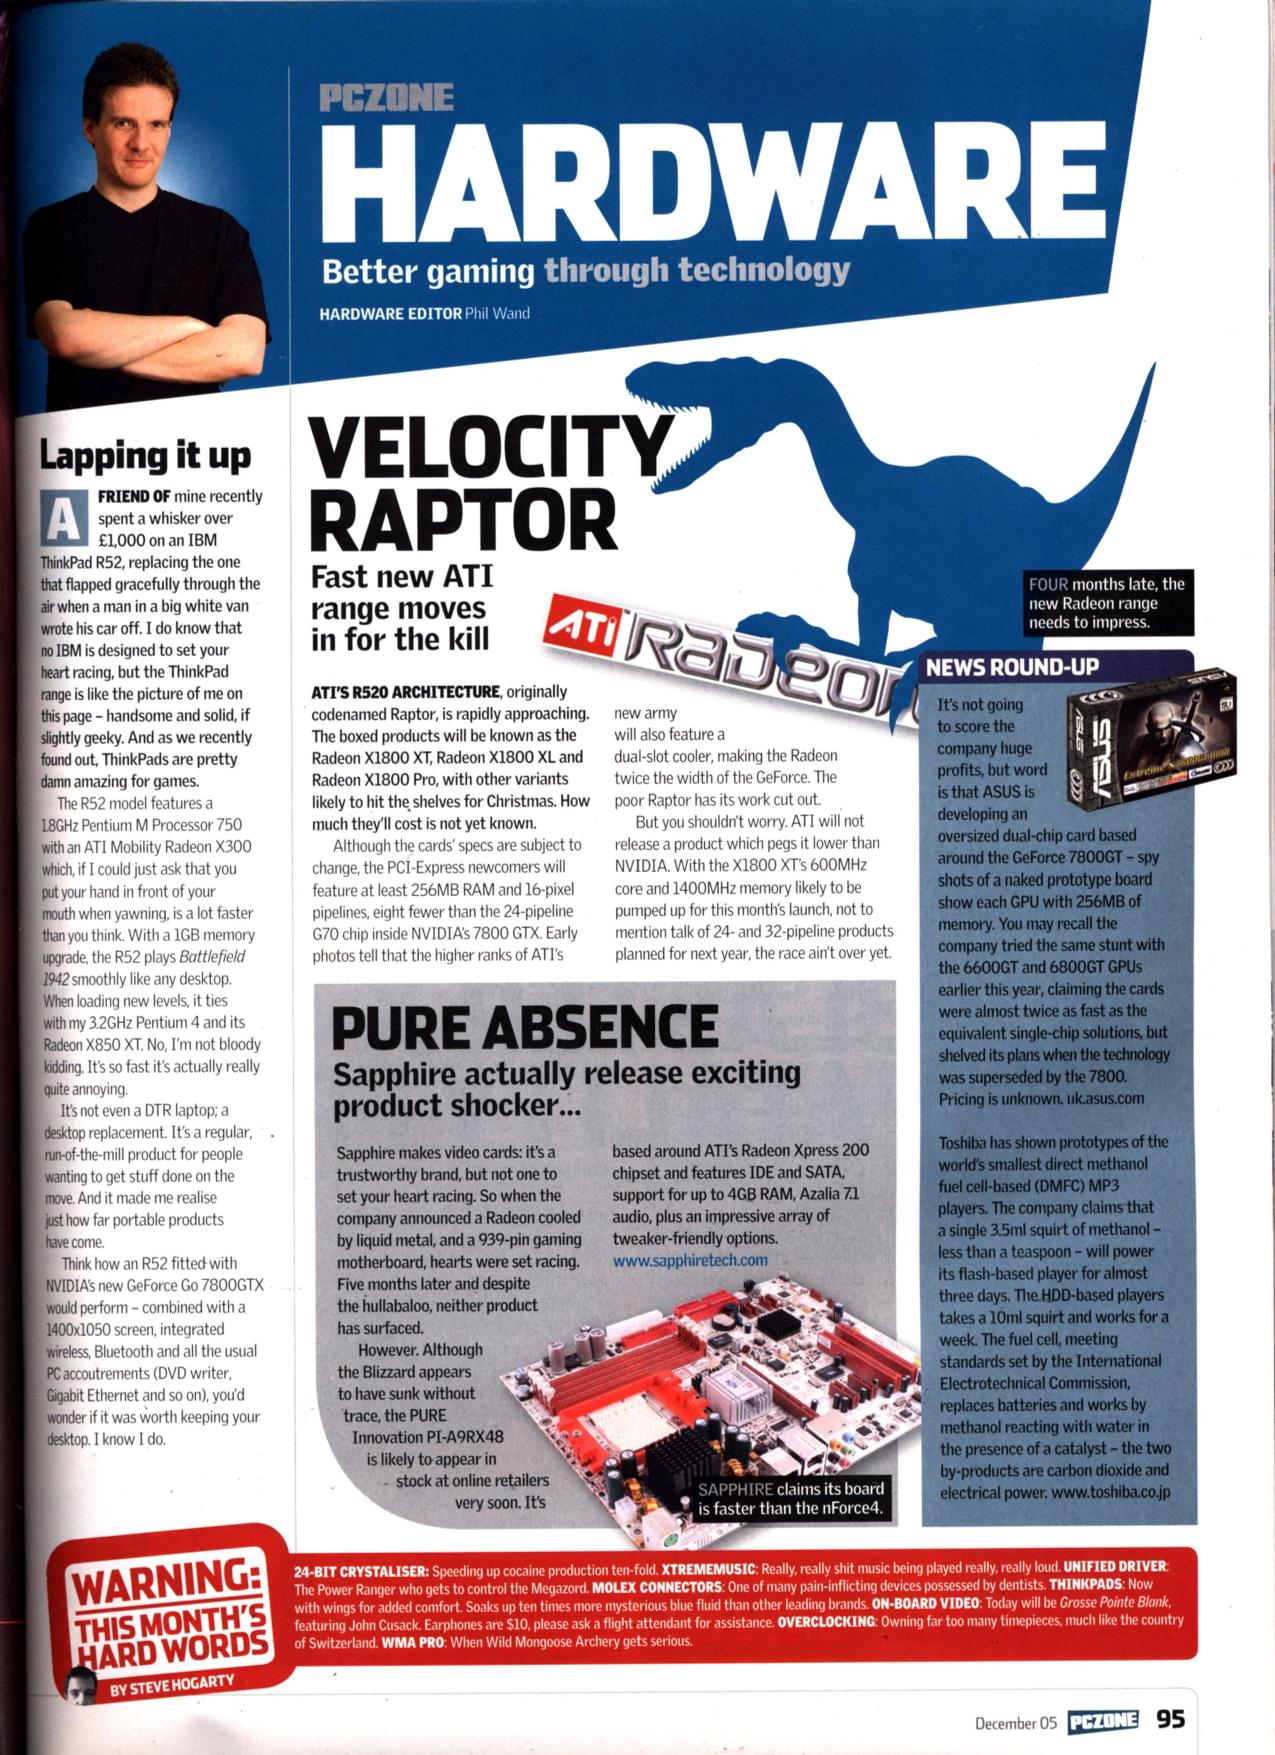 PCZONE
HARDWARE
Better gaming through technology
HARDWARE EDITOR Phil Wand
Lapping it up
A FRIEND OF mine recently
spent a whisker over
£1,000 on an IBM
ThinkPad R52, replacing the one
that flapped gracefully through the
air when a man in a big white van
wrote his car off. I do know that
no IBM is designed to set your
heart racing, but the ThinkPad
range is like the picture of me on
this page – handsome and solid, if
slightly geeky. And as we recently
found out, ThinkPads are pretty
damn amazing for games.
The R52 model features a
1.8GHz Pentium M Processor 750
with an ATI Mobility Radeon X300
which, if I could just ask that you
put your hand in front of your
mouth when yawning, is a lot faster
than you think. With a 1GB memory
upgrade, the R52 plays Battlefield
1942 smoothly like any desktop.
When loading new levels, it ties
with my 3.2GHz Pentium 4 and its
Radeon X850 XT. No, I'm not bloody
kidding. It's so fast it's actually really
quite annoying.
It's not even a DTR laptop; a
desktop replacement. It's a regular,
run-of-the-mill product for people
wanting to get stuff done on the
move. And it made me realise
just how far portable products
have come.
Think how an R52 fitted with
NVIDIA's new GeForce Go 7800GTX
would perform – combined with a
1400x1050 screen, integrated
wireless, Bluetooth and all the usual
PC accoutrements (DVD writer,
Gigabit Ethernet and so on), you'd
wonder if it was worth keeping your
desktop. I know I do.
VELOCITY
RAPTOR
Fast new ATI
range moves
in for the kill
ATI RADEON
FOUR months late, the
new Radeon range
needs to impress.
ATI'S R520 ARCHITECTURE, originally
codenamed Raptor, is rapidly approaching.
The boxed products will be known as the
Radeon X1800 XT, Radeon X1800 XL and
Radeon X1800 Pro, with other variants
likely to hit the shelves for Christmas. How
much they'll cost is not yet known.
Although the cards' specs are subject to
change, the PCI-Express newcomers will
feature at least 256MB RAM and 16-pixel
pipelines, eight fewer than the 24-pipeline
G70 chip inside NVIDIA's 7800 GTX. Early
photos tell that the higher ranks of ATI's
new army
will also feature a
dual-slot cooler, making the Radeon
twice the width of the GeForce. The
poor Raptor has its work cut out.
But you shouldn't worry. ATI will not
release a product which pegs it lower than
NVIDIA. With the X1800 XT's 600MHz
core and 1400MHz memory likely to be
pumped up for this month's launch, not to
mention talk of 24- and 32-pipeline products
planned for next year, the race ain't over yet.
PURE ABSENCE
Sapphire actually release exciting
product shocker...
Sapphire makes video cards: it's a
trustworthy brand, but not one to
set your heart racing. So when the
company announced a Radeon cooled
by liquid metal, and a 939-pin gaming
motherboard, hearts were set racing.
Five months later and despite
the hullabaloo, neither product
has surfaced.
However. Although
the Blizzard appears
to have sunk without
trace, the PURE
Innovation PI-A9RX48
is likely to appear in
stock at online retailers
very soon. It's
based around ATI's Radeon Xpress 200
chipset and features IDE and SATA,
support for up to 4GB RAM, Azalia 7.1
audio, plus an impressive array of
tweaker-friendly options.
www.sapphiretech.com
SAPPHIRE claims its board
is faster than the nForce4.
NEWS ROUND-UP
ASUS
ASUS
It's not going
to score the
company huge
profits, but word
is that ASUS is
developing an
oversized dual-chip card based
around the GeForce 7800GT – spy
shots of a naked prototype board
show each GPU with 256MB of
memory. You may recall the
company tried the same stunt with
the 6600GT and 6800GT GPUs
earlier this year, claiming the cards
were almost twice as fast as the
equivalent single-chip solutions, but
shelved its plans when the technology
was superseded by the 7800.
Pricing is unknown. uk.asus.com
Toshiba has shown prototypes of the
world's smallest direct methanol
fuel cell-based (DMFC) MP3
players. The company claims that
a single 3.5ml squirt of methanol –
less than a teaspoon – will power
its flash-based player for almost
three days. The HDD-based players
takes a 10ml squirt and works for a
week. The fuel cell, meeting
standards set by the International
Electrotechnical Commission,
replaces batteries and works by
methanol reacting with water in
the presence of a catalyst – the two
by-products are carbon dioxide and
electrical power. www.toshiba.co.jp
WARNING:
THIS MONTH'S
HARD WORDS
BY STEVE HOGARTY
24-BIT CRYSTALISER: Speeding up cocaine production ten-fold. XTREMEMUSIC: Really, really shit music being played really, really loud. UNIFIED DRIVER:
The Power Ranger who gets to control the Megazord. MOLEX CONNECTORS: One of many pain-inflicting devices possessed by dentists. THINKPADS: Now
with wings for added comfort. Soaks up ten times more mysterious blue fluid than other leading brands. ON-BOARD VIDEO: Today will be Grosse Pointe Blank,
featuring John Cusack. Earphones are $10, please ask a flight attendant for assistance. OVERCLOCKING: Owning far too many timepieces, much like the country
of Switzerland. WMA PRO: When Wild Mongoose Archery gets serious.
December 05 PCZONE 95